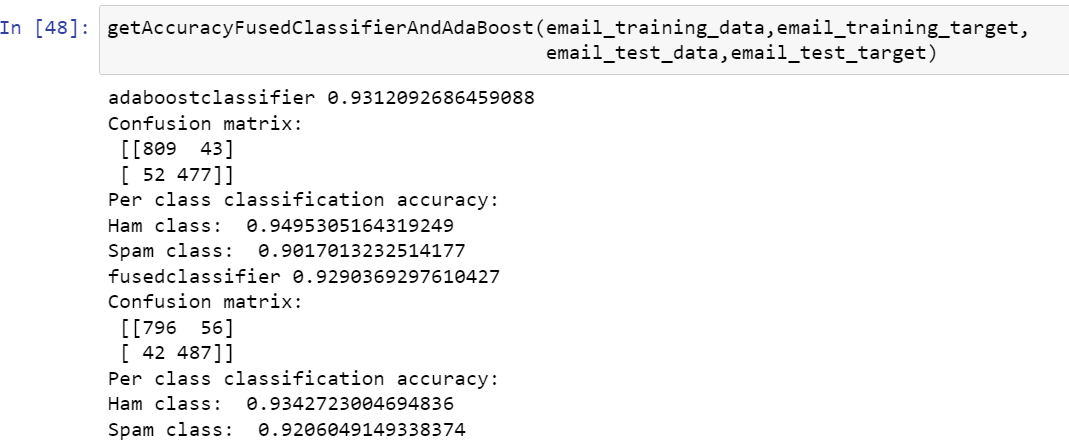 In [48]: getAccuracyFusedClassifierAndAdaBoost(email_training_data,email_training_target,
email_test_data,email_test_target)
adaboostclassifier 0.9312092686459088
Confusion matrix:
[[809  43]
[ 52 477]]
Per class classification accuracy:
Ham class:  0.9495305164319249
Spam class:  0.9017013232514177
fusedclassifier 0.9290369297610427
Confusion matrix:
[[796  56]
[ 42 487]]
Per class classification accuracy:
Ham class:  0.9342723004694836
Spam class:  0.9206049149338374